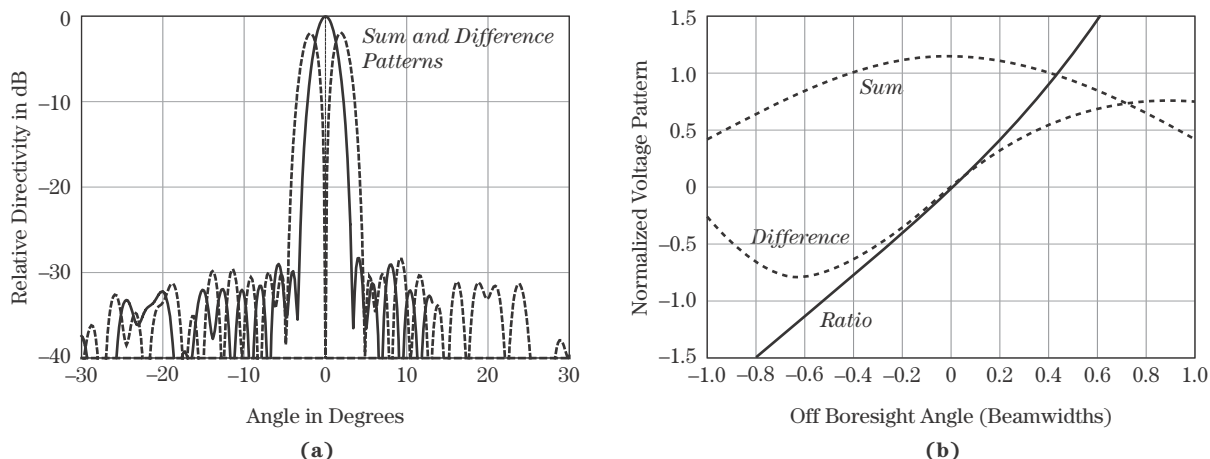 0
–10
–20
–30
–40
–30
–20
–10
0
10
20
30
Relative Directivity in dB
Sum and Difference
Patterns
Angle in Degrees
(a)
1.5
1.0
0.5
0
–0.5
–1.0
–1.5
–1.0
–0.8
–0.6
–0.4
–0.2
0
0.2
0.4
0.6
0.8
1.0
Normalized Voltage Pattern
Sum
Difference
Ratio
Off Boresight Angle (Beamwidths)
(b)